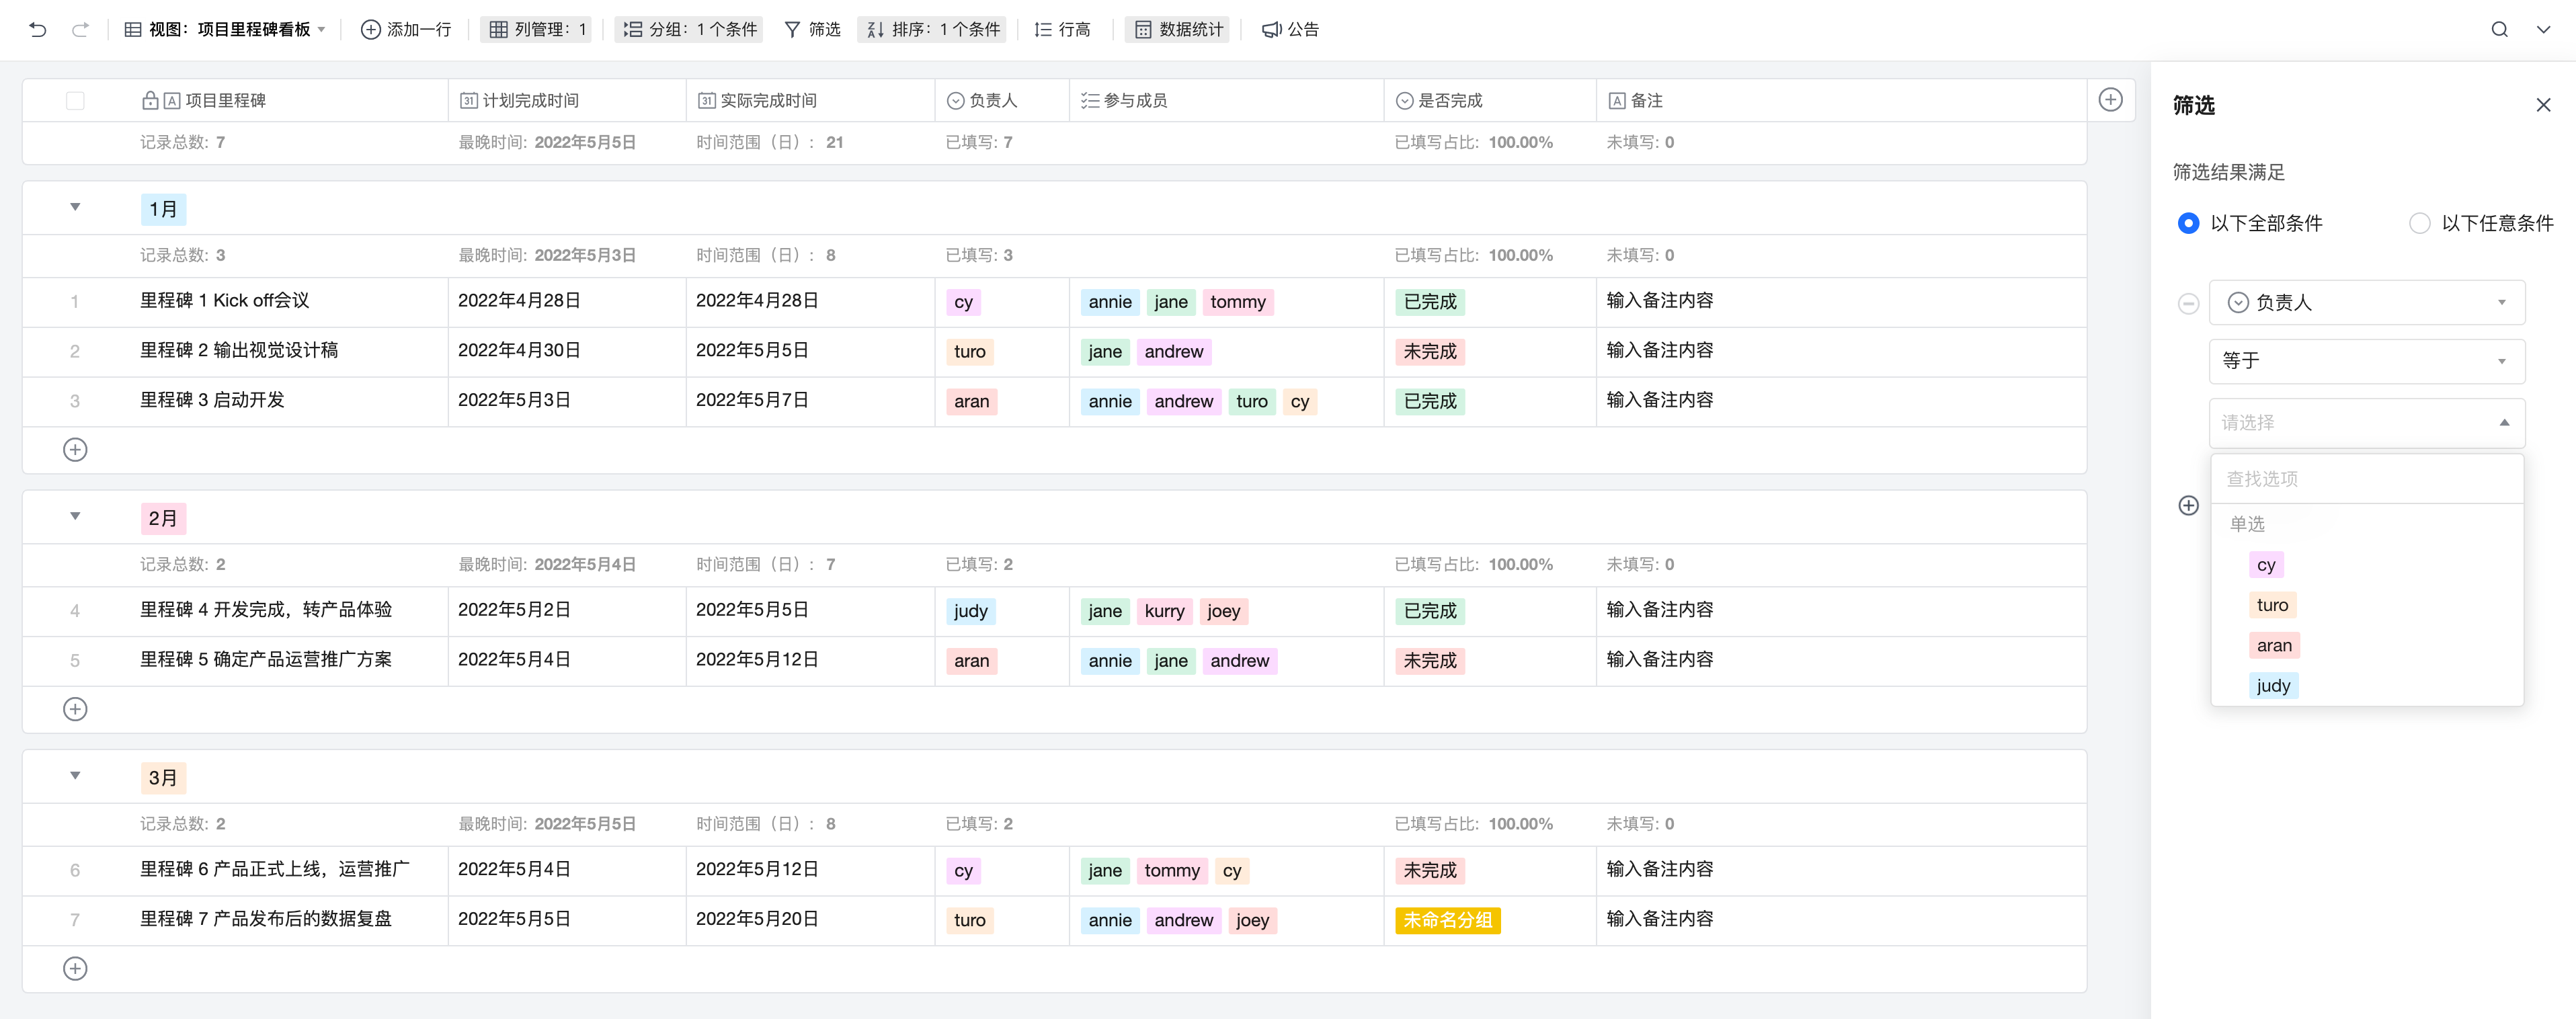 视图：项目里程碑看板 添加一行 列管理：1 分组：1 个条件 筛选 排序：1 个条件 行高 数据统计 公告
项目里程碑 计划完成时间 实际完成时间 负责人 参与成员 是否完成 备注
记录总数: 7 最晚时间: 2022年5月5日 时间范围（日）: 21 已填写: 7 已填写占比: 100.00% 未填写: 0
1月
记录总数: 3 最晚时间: 2022年5月3日 时间范围（日）: 8 已填写: 3 已填写占比: 100.00% 未填写: 0
1 里程碑 1 Kick off会议 2022年4月28日 2022年4月28日 cy annie jane tommy 已完成 输入备注内容
2 里程碑 2 输出视觉设计稿 2022年4月30日 2022年5月5日 turo jane andrew 未完成 输入备注内容
3 里程碑 3 启动开发 2022年5月3日 2022年5月7日 aran annie andrew turo cy 已完成 输入备注内容
2月
记录总数: 2 最晚时间: 2022年5月4日 时间范围（日）: 7 已填写: 2 已填写占比: 100.00% 未填写: 0
4 里程碑 4 开发完成，转产品体验 2022年5月2日 2022年5月5日 judy jane kurry joey 已完成 输入备注内容
5 里程碑 5 确定产品运营推广方案 2022年5月4日 2022年5月12日 aran annie jane andrew 未完成 输入备注内容
3月
记录总数: 2 最晚时间: 2022年5月5日 时间范围（日）: 8 已填写: 2 已填写占比: 100.00% 未填写: 0
6 里程碑 6 产品正式上线，运营推广 2022年5月4日 2022年5月12日 cy jane tommy cy 未完成 输入备注内容
7 里程碑 7 产品发布后的数据复盘 2022年5月5日 2022年5月20日 turo annie andrew joey 未命名分组 输入备注内容
筛选
筛选结果满足
以下全部条件 以下任意条件
负责人
等于
请选择
查找选项
单选
cy
turo
aran
judy